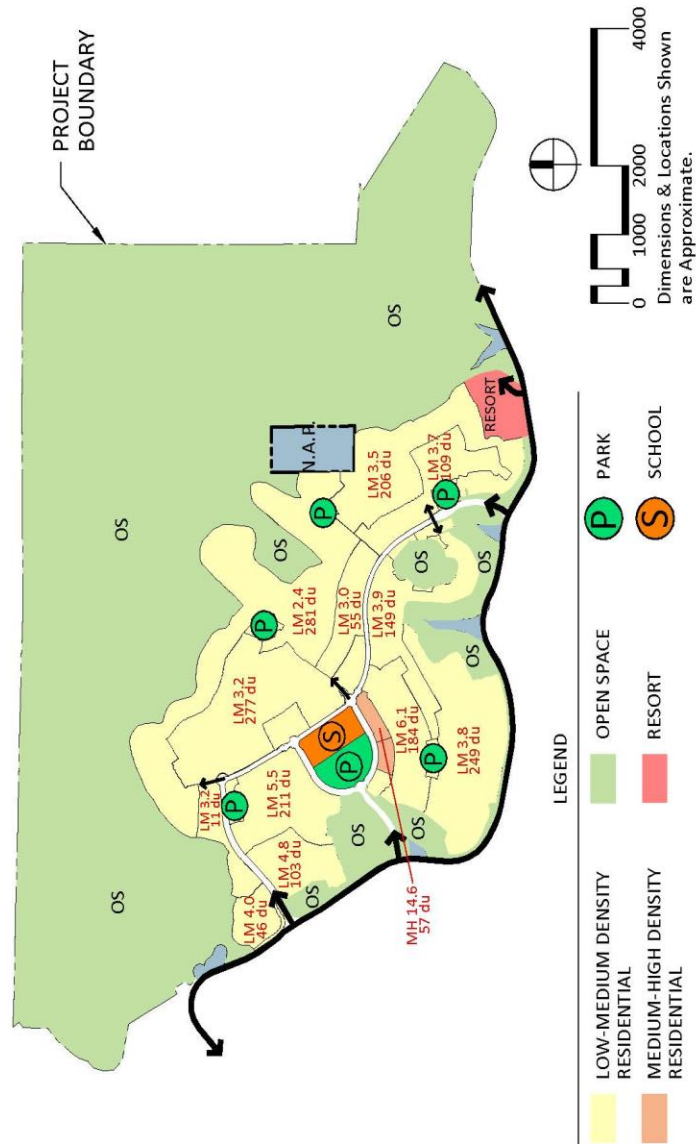 PROJECT
BOUNDARY
OS
OS
OS
N.A.P.
OS
P
P
LM 3.2
277 du
LM 2.4
281 du
LM 3.5
206 du
LM 3.2
11 du
P
LM 5.5
211 du
S
P
LM 3.0
55 du
LM 3.9
149 du
LM 3.7
109 du
P
RESORT
LM 4.0
46 du
LM 4.8
103 du
OS
OS
OS
OS
OS
LM 6.1
184 du
P
LM 3.8
249 du
MH 14.6
57 du
LEGEND
LOW-MEDIUM DENSITY
RESIDENTIAL
MEDIUM-HIGH DENSITY
RESIDENTIAL
OPEN SPACE
RESORT
P
PARK
S
SCHOOL
0 1000 2000 4000
Dimensions & Locations Shown
are Approximate.